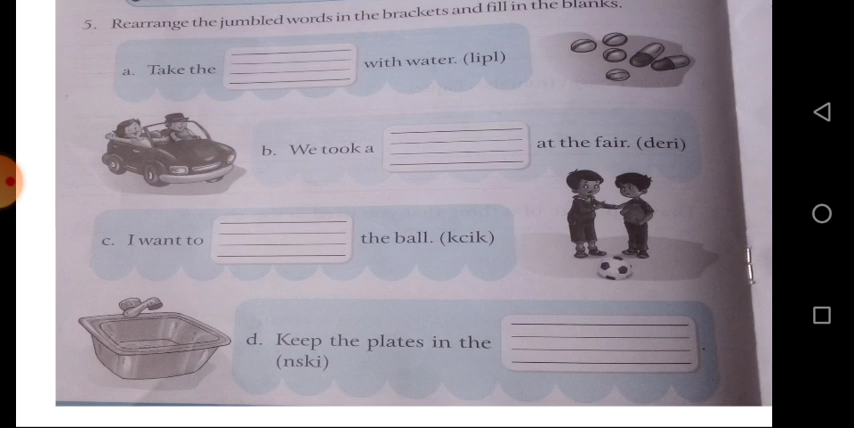 5. Rearrange the jumbled words in the brackets and fill in the blanks.
a. Take the with water. (lipl)
b. We took a at the fair. (deri)
c. I want to the ball. (kcik)
d. Keep the plates in the .
(nski)